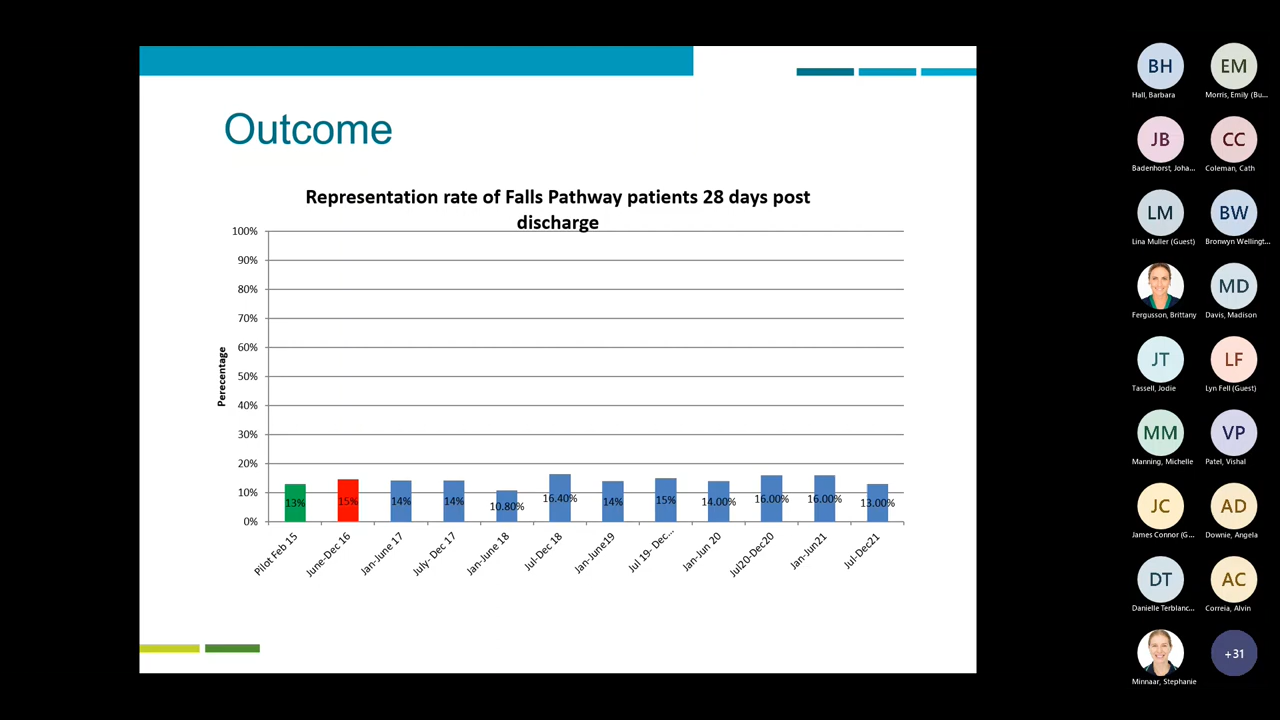 Outcome
Representation rate of Falls Pathway patients 28 days post
discharge
Perecentage
100%
90%
80%
70%
60%
50%
40%
30%
20%
10%
0%
13%
15%
14%
14%
10.80%
16.40%
14%
15%
14.00%
16.00%
16.00%
13.00%
Pilot Feb 15
June-Dec 16
Jan-June 17
July-Dec 17
Jan-June 18
Jul-Dec 18
Jan-June19
Jul 19- Dec...
Jan-Jun 20
Jul20-Dec20
Jan-Jun21
Jul-Dec21
BH
EM
Hall, Barbara
Morris, Emily (Bu...
JB
CC
Badenhorst, Joha...
Coleman, Cath
LM
BW
Lina Muller (Guest)
Bronwyn Wellingt...
MD
Fergusson, Brittany
Davis, Madison
JT
LF
Tassell, Jodie
Lyn Fell (Guest)
MM
VP
Manning, Michelle
Patel, Vishal
JC
AD
James Connor (G...
Downie, Angela
DT
AC
Danielle Terblanc...
Correia, Alvin
+31
Minnaar, Stephanie